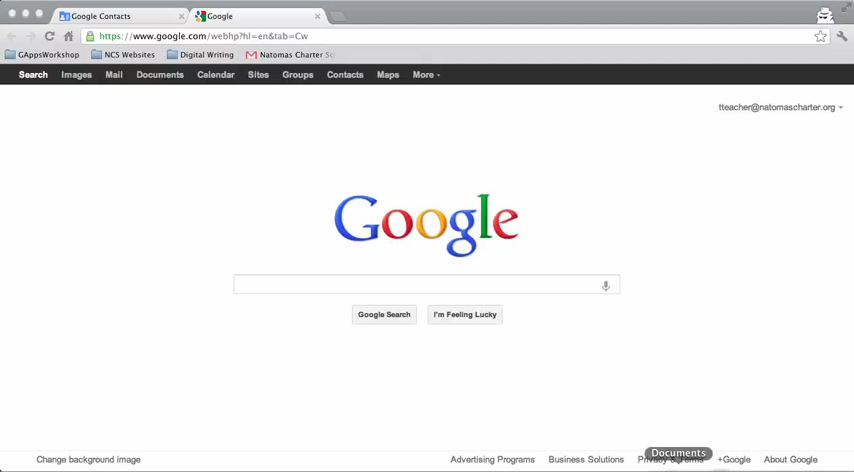 Google Contacts
Google
https://www.google.com/webhp?hl=en&tab=Cw
GAppsWorkshop NCS Websites Digital Writing Natomas Charter Sc
Search Images Mail Documents Calendar Sites Groups Contacts Maps More
tteacher@natomascharter.org
Google
Google Search I'm Feeling Lucky
Documents
Change background image Advertising Programs Business Solutions Privacy & Terms +Google About Google